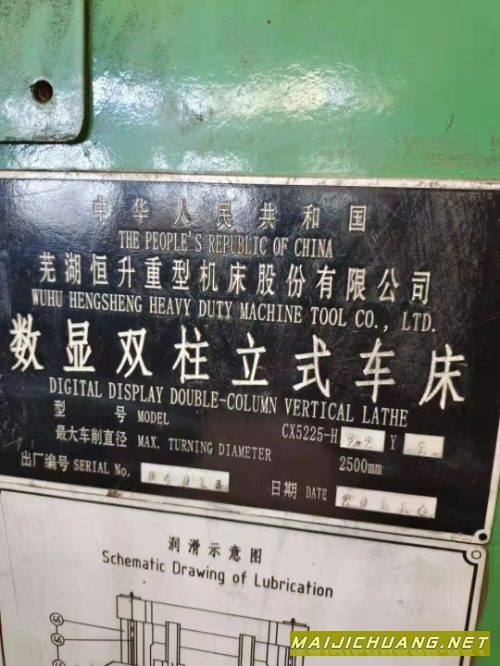 中华人民共和国
THE PEOPLE'S REPUBLIC OF CHINA
芜湖恒升重型机床股份有限公司
WUHU HENGSHENG HEAVY DUTY MACHINE TOOL CO., LTD.
数显双柱立式车床
DIGITAL DISPLAY DOUBLE-COLUMN VERTICAL LATHE
型 号 MODEL CX5225-H Y
最大车削直径 MAX. TURNING DIAMETER 2500mm
出厂编号 SERIAL No. 日期 DATE
润滑示意图
Schematic Drawing of Lubrication
MAIJICHUANG.NET